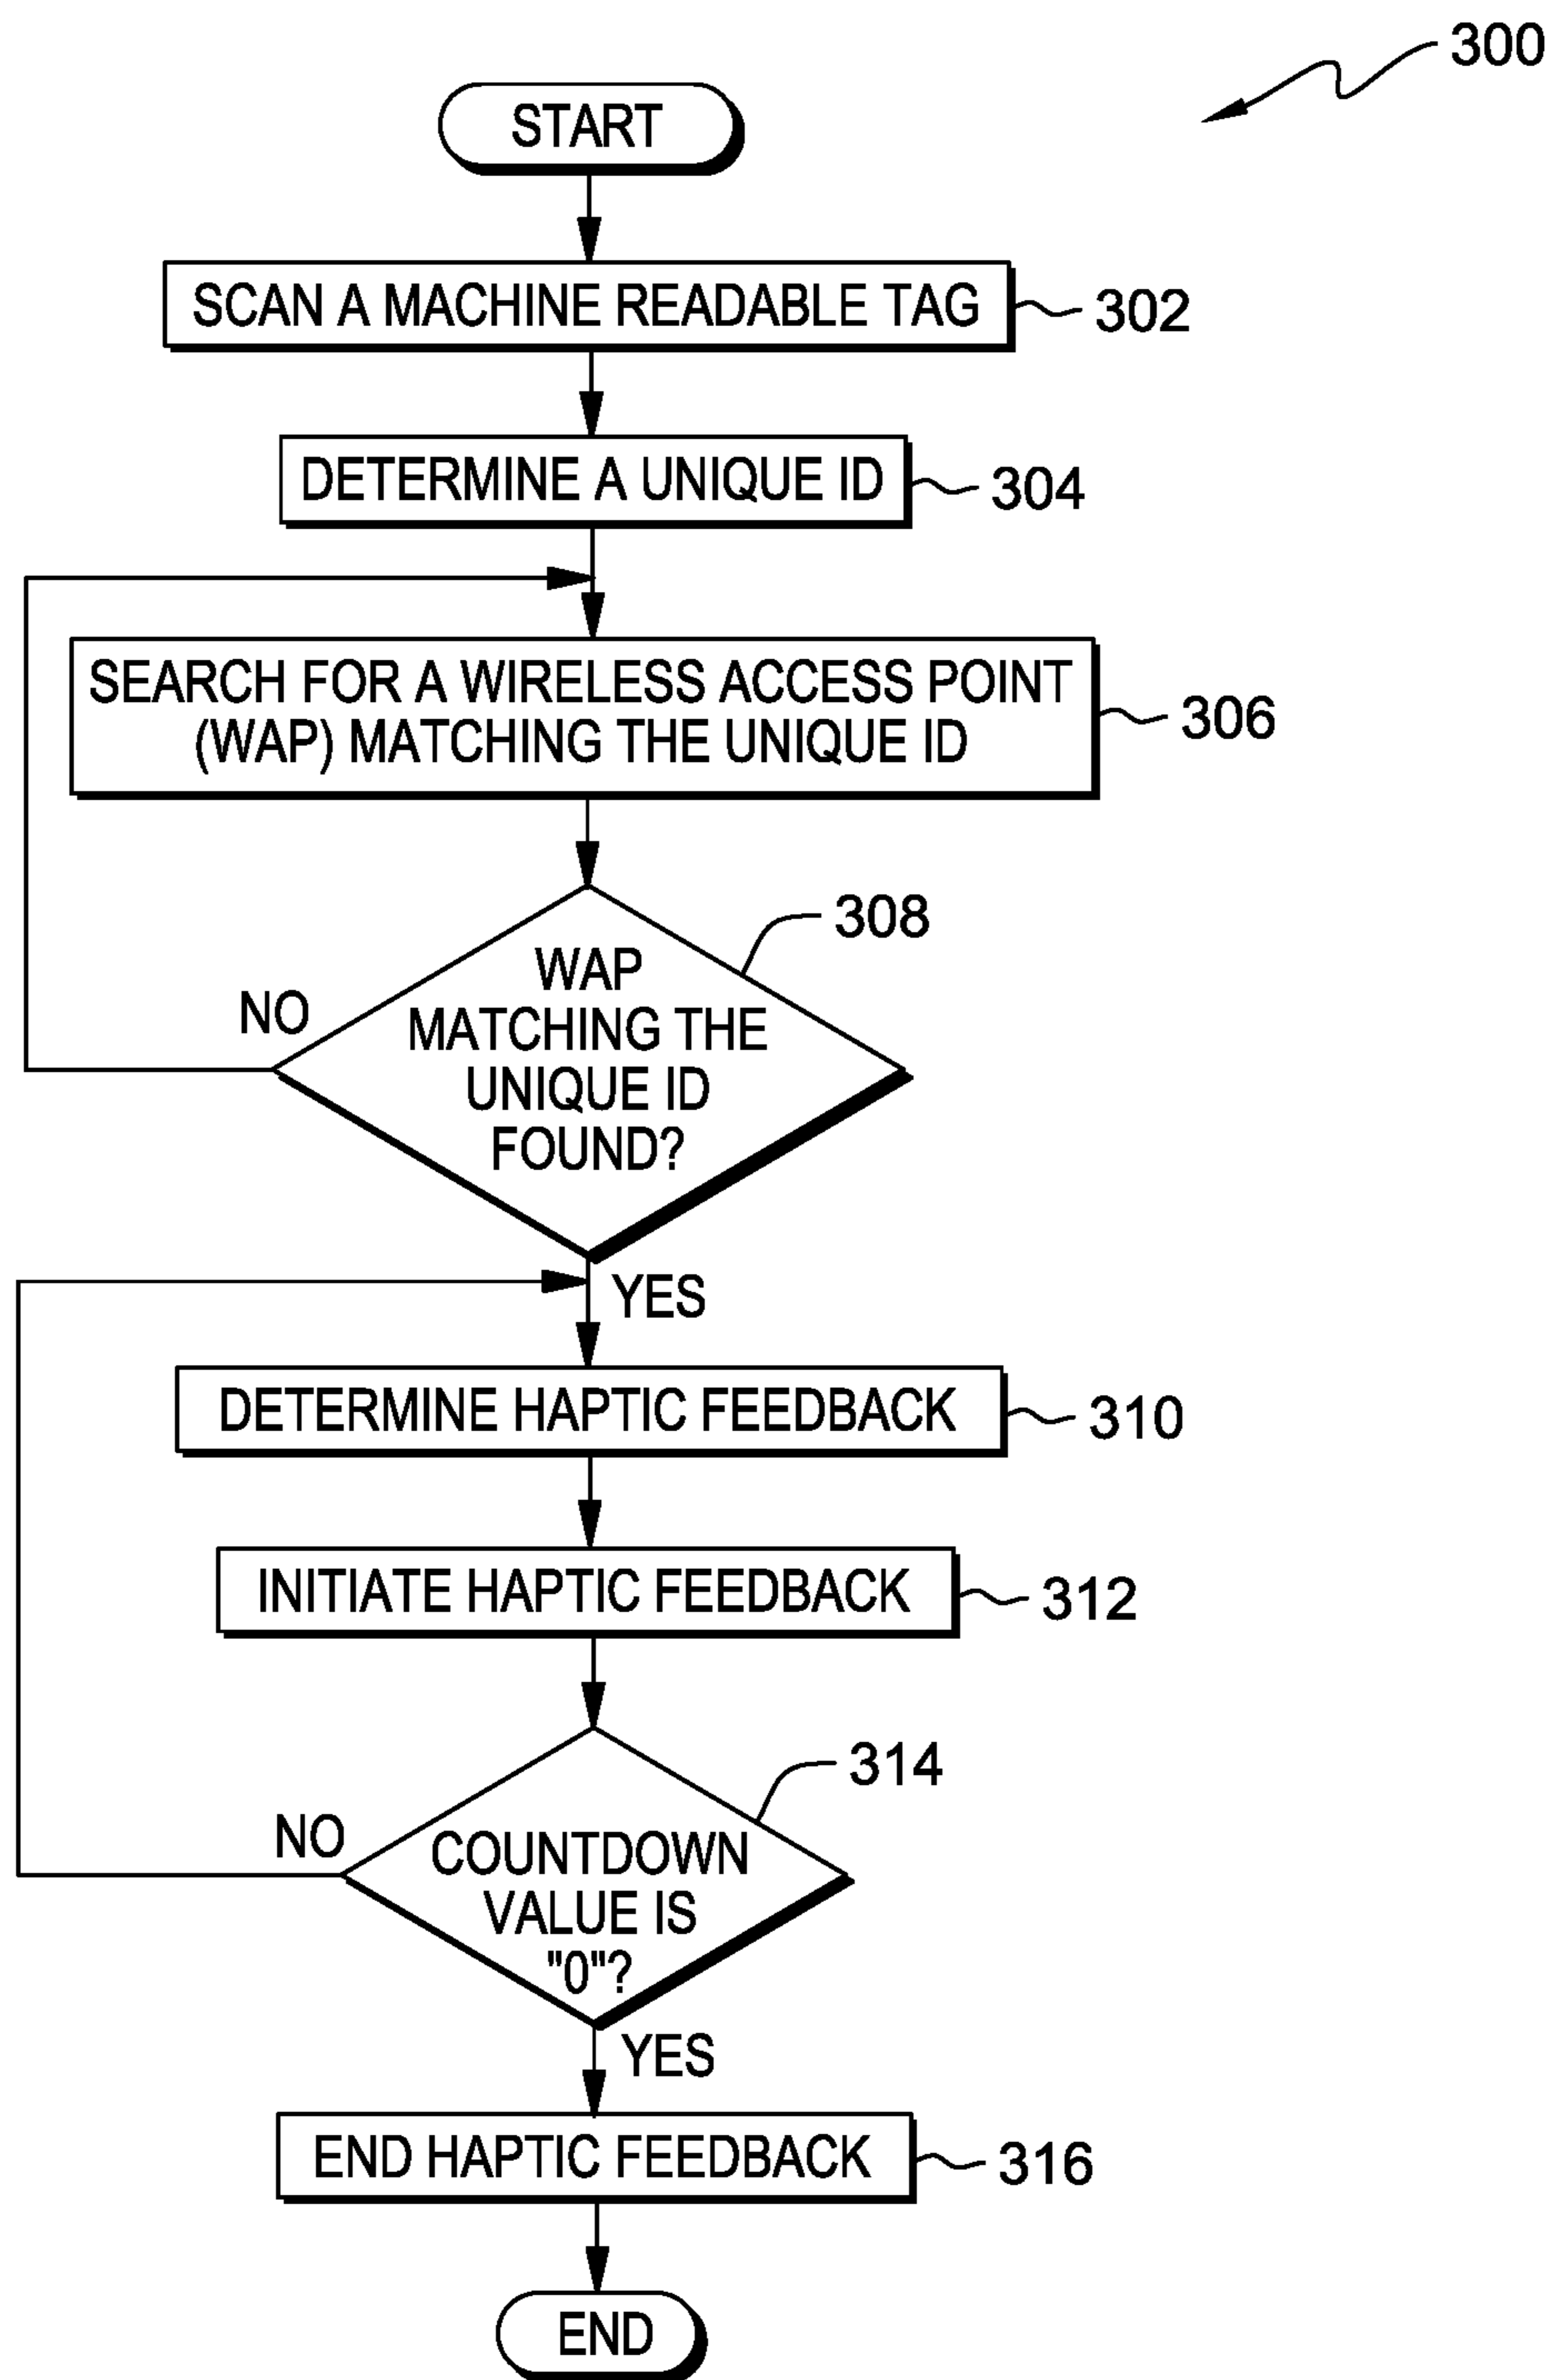 300
START
SCAN A MACHINE READABLE TAG
302
DETERMINE A UNIQUE ID
304
SEARCH FOR A WIRELESS ACCESS POINT
(WAP) MATCHING THE UNIQUE ID
306
308
WAP
MATCHING THE
UNIQUE ID
FOUND?
NO
YES
DETERMINE HAPTIC FEEDBACK
310
INITIATE HAPTIC FEEDBACK
312
314
COUNTDOWN
VALUE IS
"0"?
NO
YES
END HAPTIC FEEDBACK
316
END